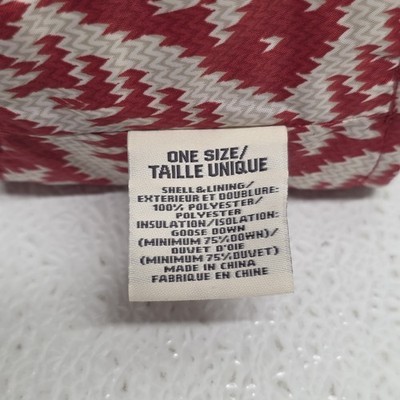 ONE SIZE/
TAILLE UNIQUE
SHELL & LINING/
EXTERIEUR ET DOUBLURE:
100% POLYESTER/
POLYESTER
INSULATION/ISOLATION:
GOOSE DOWN
(MINIMUM 75% DOWN)/
DUVET D'OIE
(MINIMUM 75% DUVET)
MADE IN CHINA
FABRIQUE EN CHINE